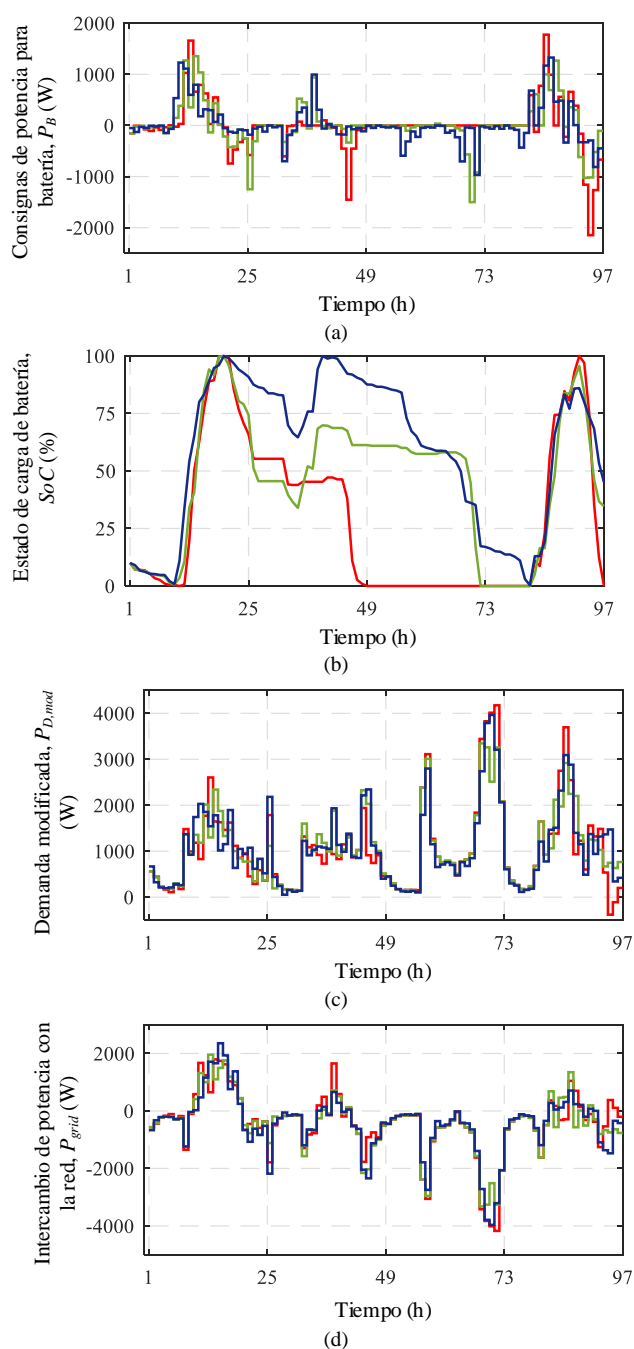 Consignas de potencia para
batería, P_B (W)
2000
1000
0
-1000
-2000
1 25 49 73 97
Tiempo (h)
(a)
Estado de carga de batería,
SoC (%)
100
75
50
25
0
1 25 49 73 97
Tiempo (h)
(b)
Demanda modificada, P_{D,mod}
(W)
4000
3000
2000
1000
0
1 25 49 73 97
Tiempo (h)
(c)
Intercambio de potencia con
la red, P_{grid} (W)
2000
0
-2000
-4000
1 25 49 73 97
Tiempo (h)
(d)